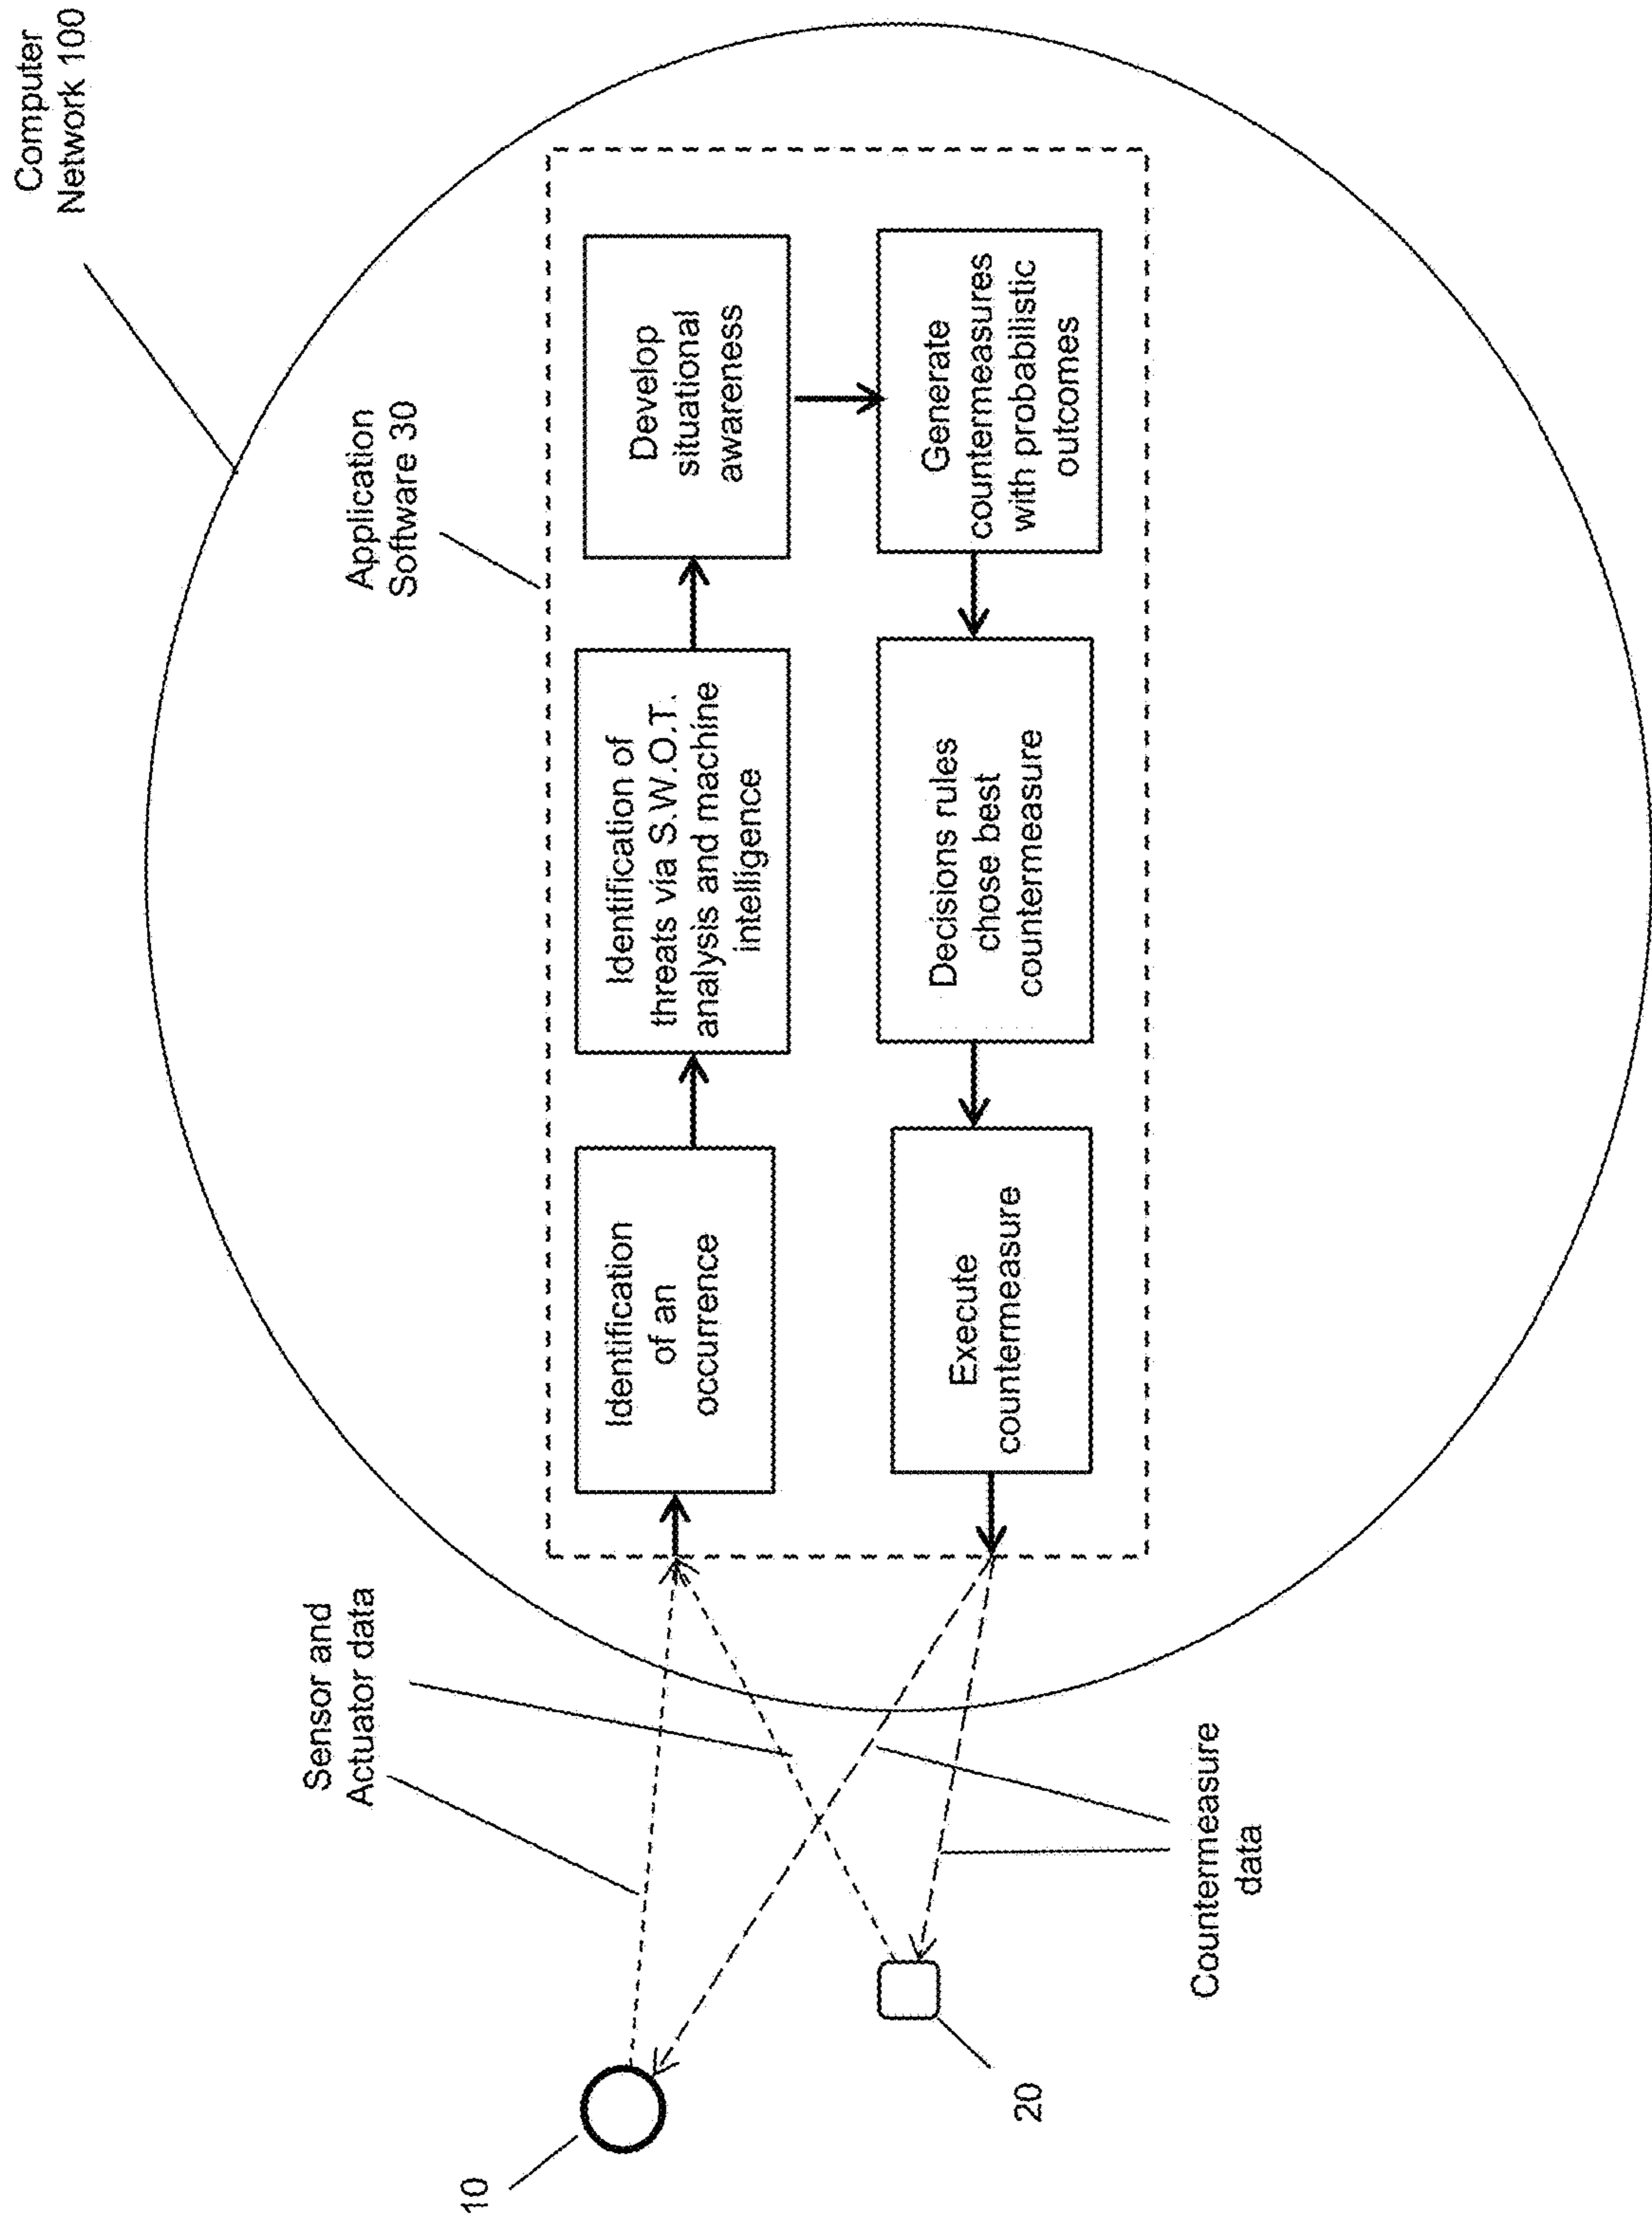 Computer
Network 100
Application
Software 30
Sensor and
Actuator data
Identification
of an
occurrence
Identification of
threats via S.W.O.T.
analysis and machine
intelligence
Develop
situational
awareness
Generate
countermeasures
with probabilistic
outcomes
Decisions rules
chose best
countermeasure
Execute
countermeasure
Countermeasure
data
10
20